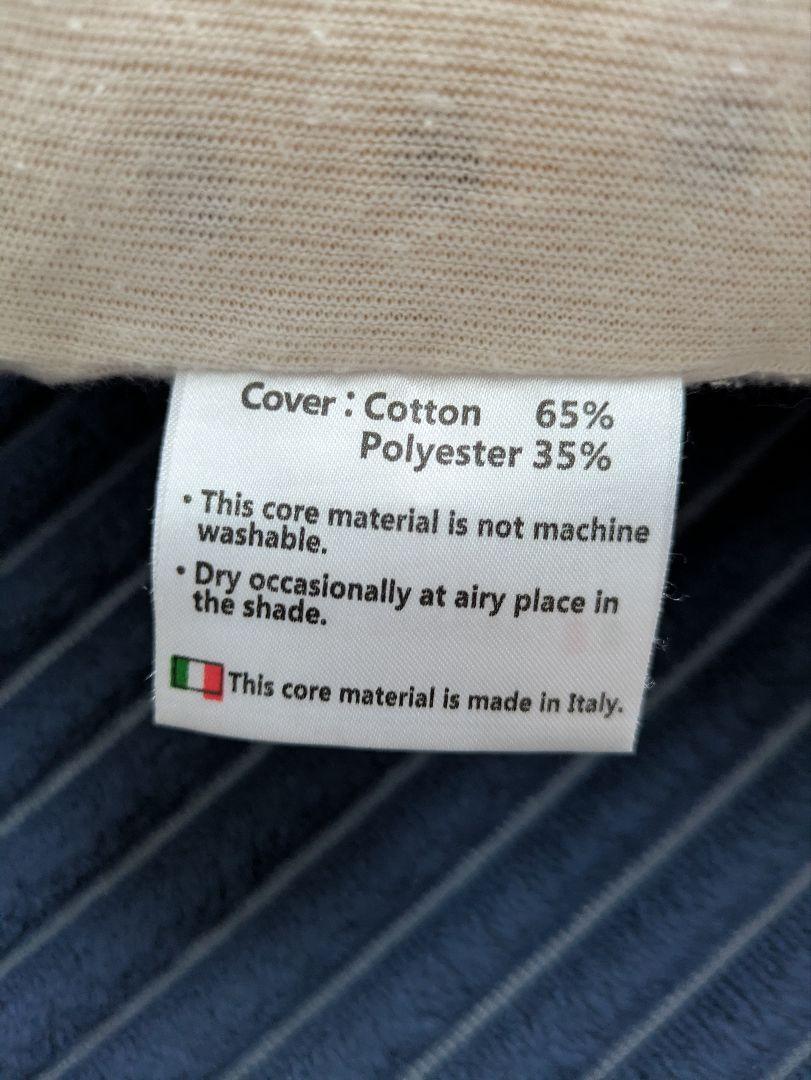 Cover : Cotton 65%
Polyester 35%
• This core material is not machine
washable.
• Dry occasionally at airy place in
the shade.
This core material is made in Italy.